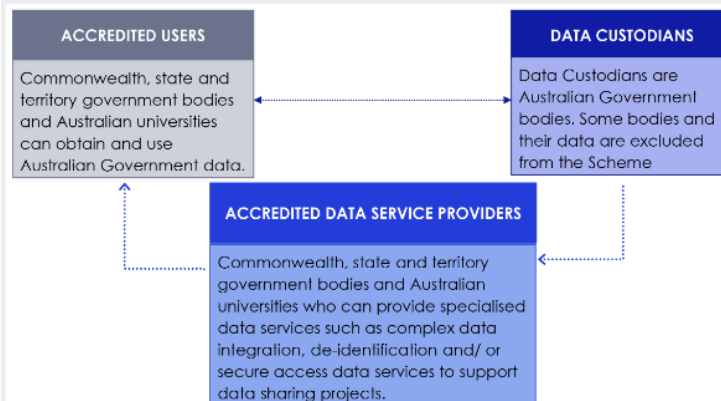 ACCREDITED USERS
Commonwealth, state and
territory government bodies
and Australian universities
can obtain and use
Australian Government data.
DATA CUSTODIANS
Data Custodians are
Australian Government
bodies. Some bodies and
their data are excluded
from the Scheme
ACCREDITED DATA SERVICE PROVIDERS
Commonwealth, state and territory
government bodies and Australian
universities who can provide specialised
data services such as complex data
integration, de-identification and/ or
secure access data services to support
data sharing projects.